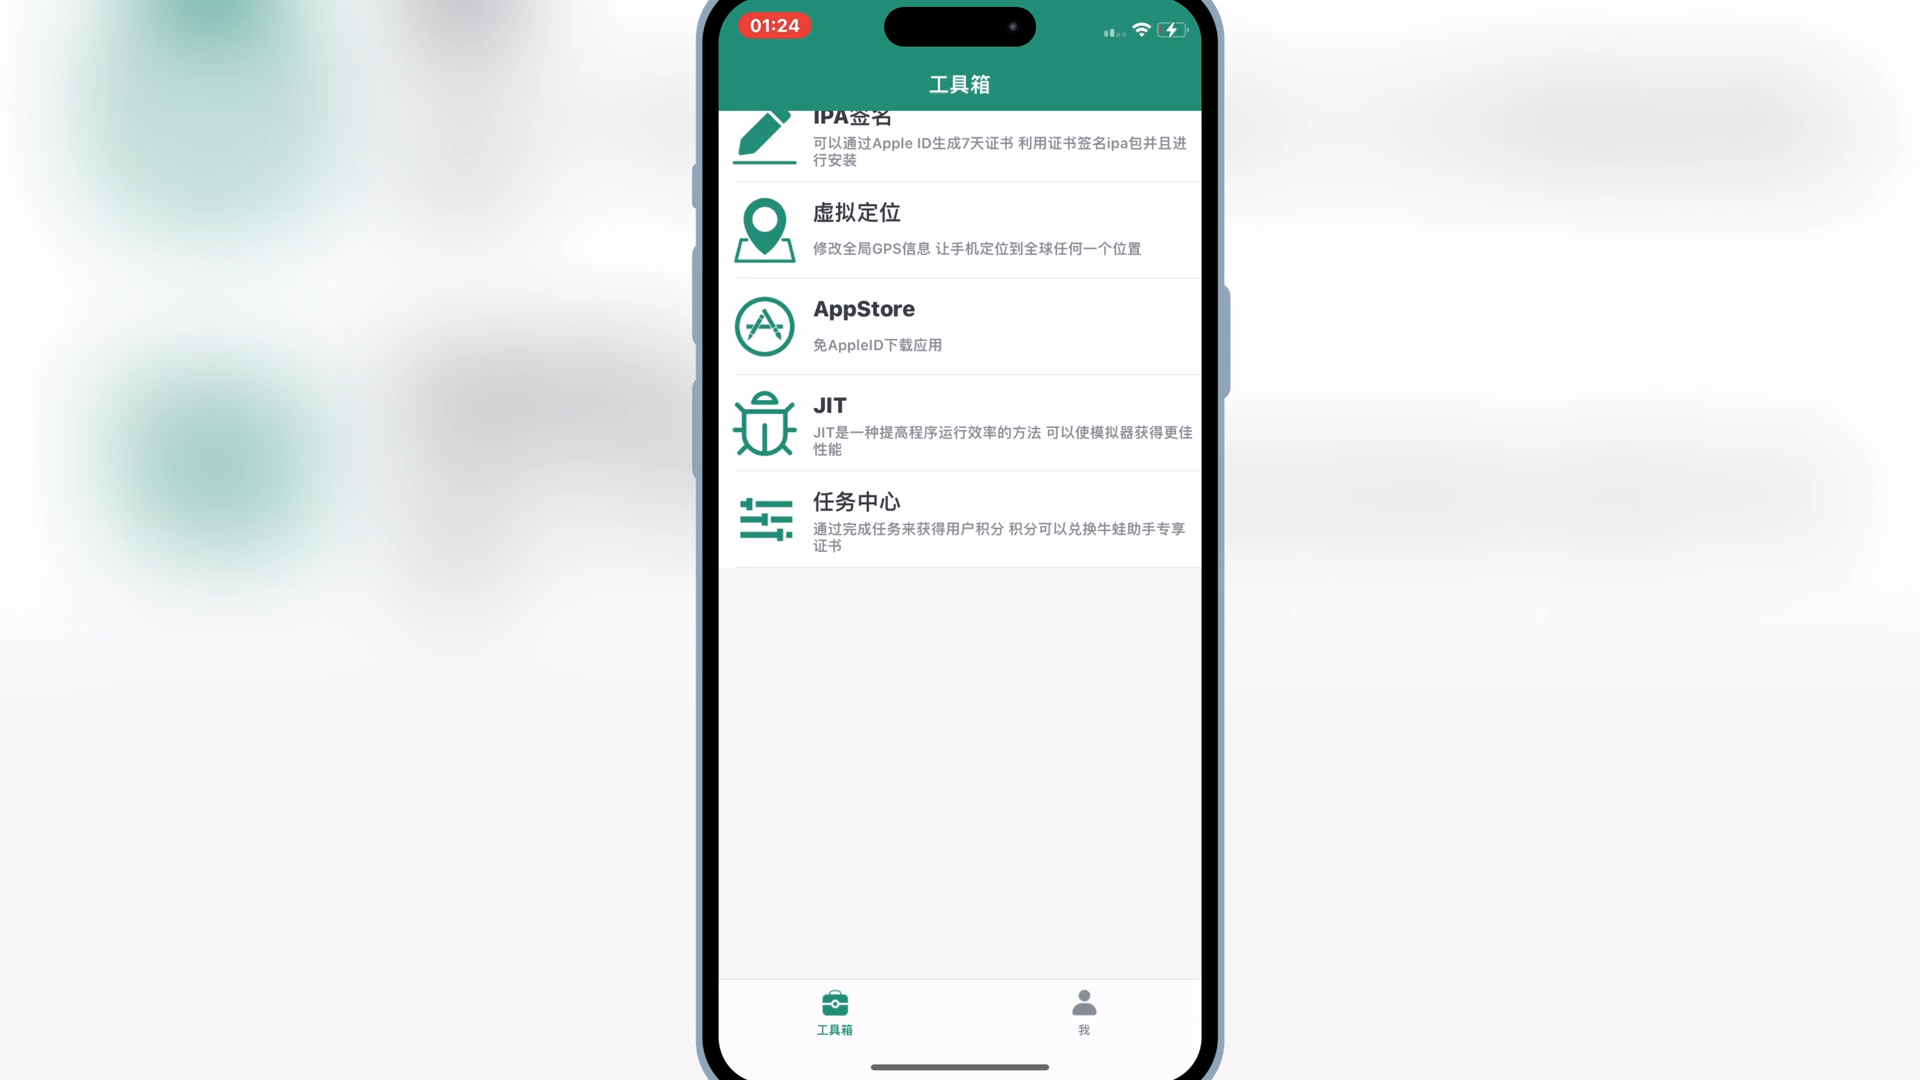 01:24
工具箱
IPA签名
可以通过Apple ID生成7天证书 利用证书签名ipa包并且进
行安装
虚拟定位
修改全局GPS信息 让手机定位到全球任何一个位置
AppStore
免AppleID下载应用
JIT
JIT是一种提高程序运行效率的方法 可以使模拟器获得更佳
性能
任务中心
通过完成任务来获得用户积分 积分可以兑换牛蛙助手专享
证书
工具箱
我